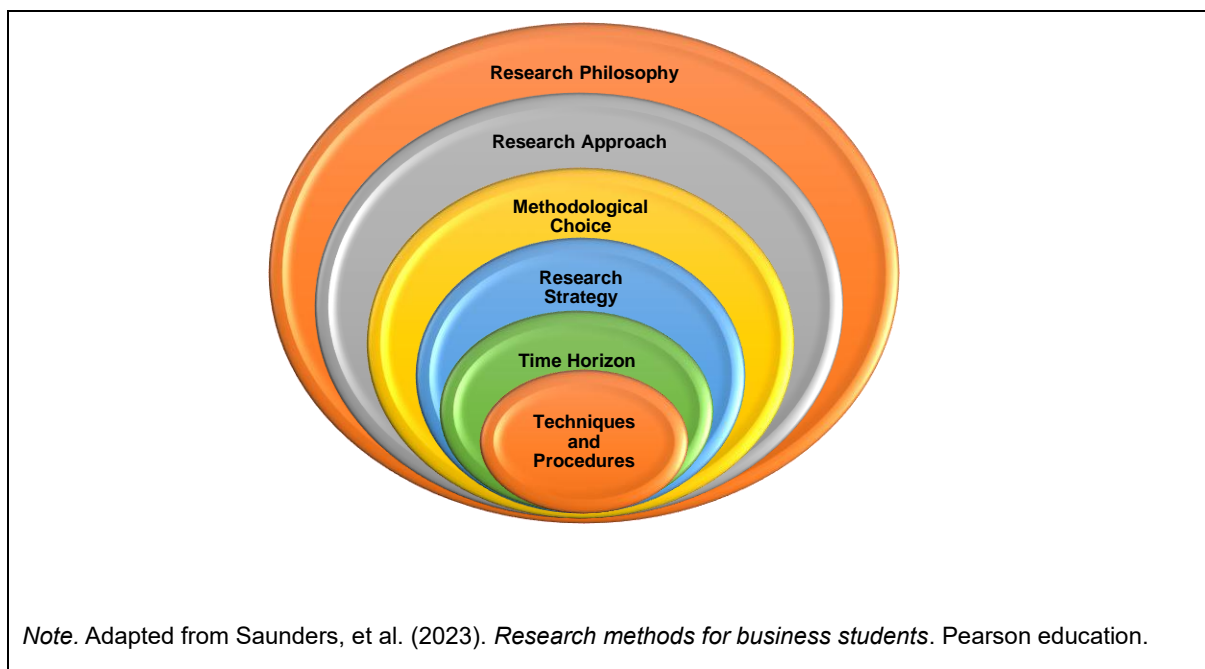 Research Philosophy
Research Approach
Methodological
Choice
Research
Strategy
Time Horizon
Techniques
and
Procedures
Note. Adapted from Saunders, et al. (2023). Research methods for business students. Pearson education.